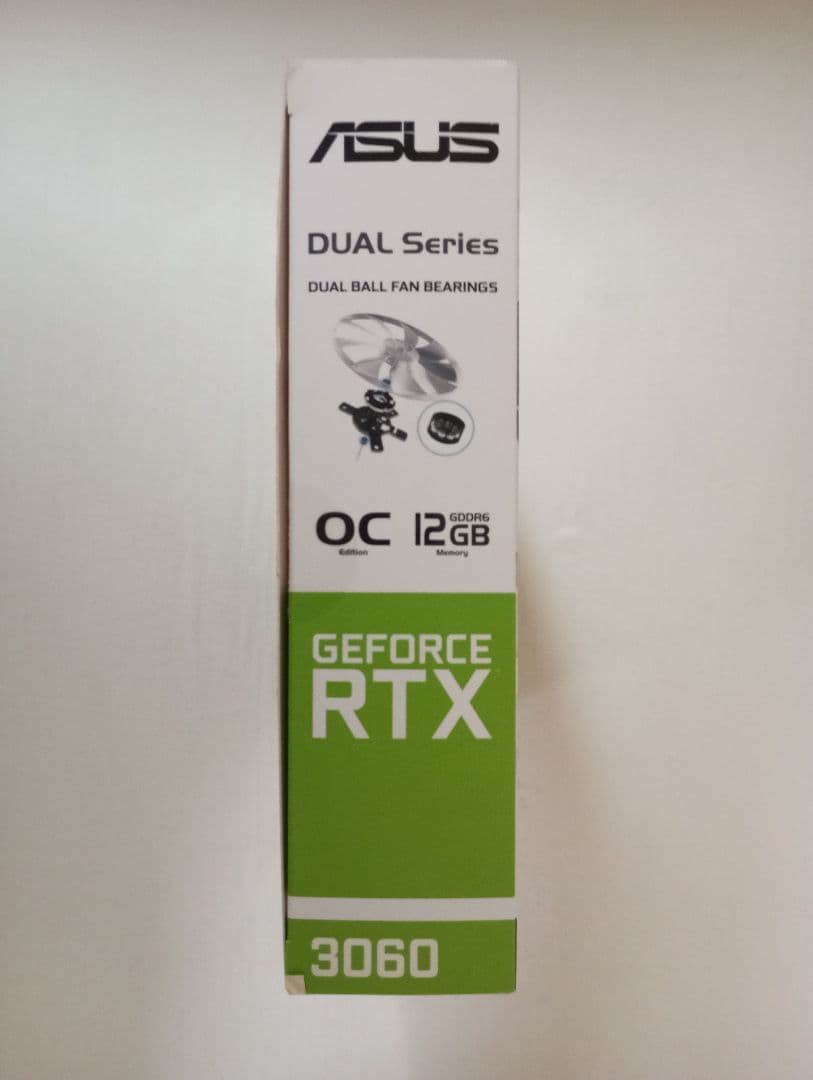 ASUS
DUAL Series
DUAL BALL FAN BEARINGS
OC 12GB GDDR6
Edition Memory
GEFORCE
RTX
3060